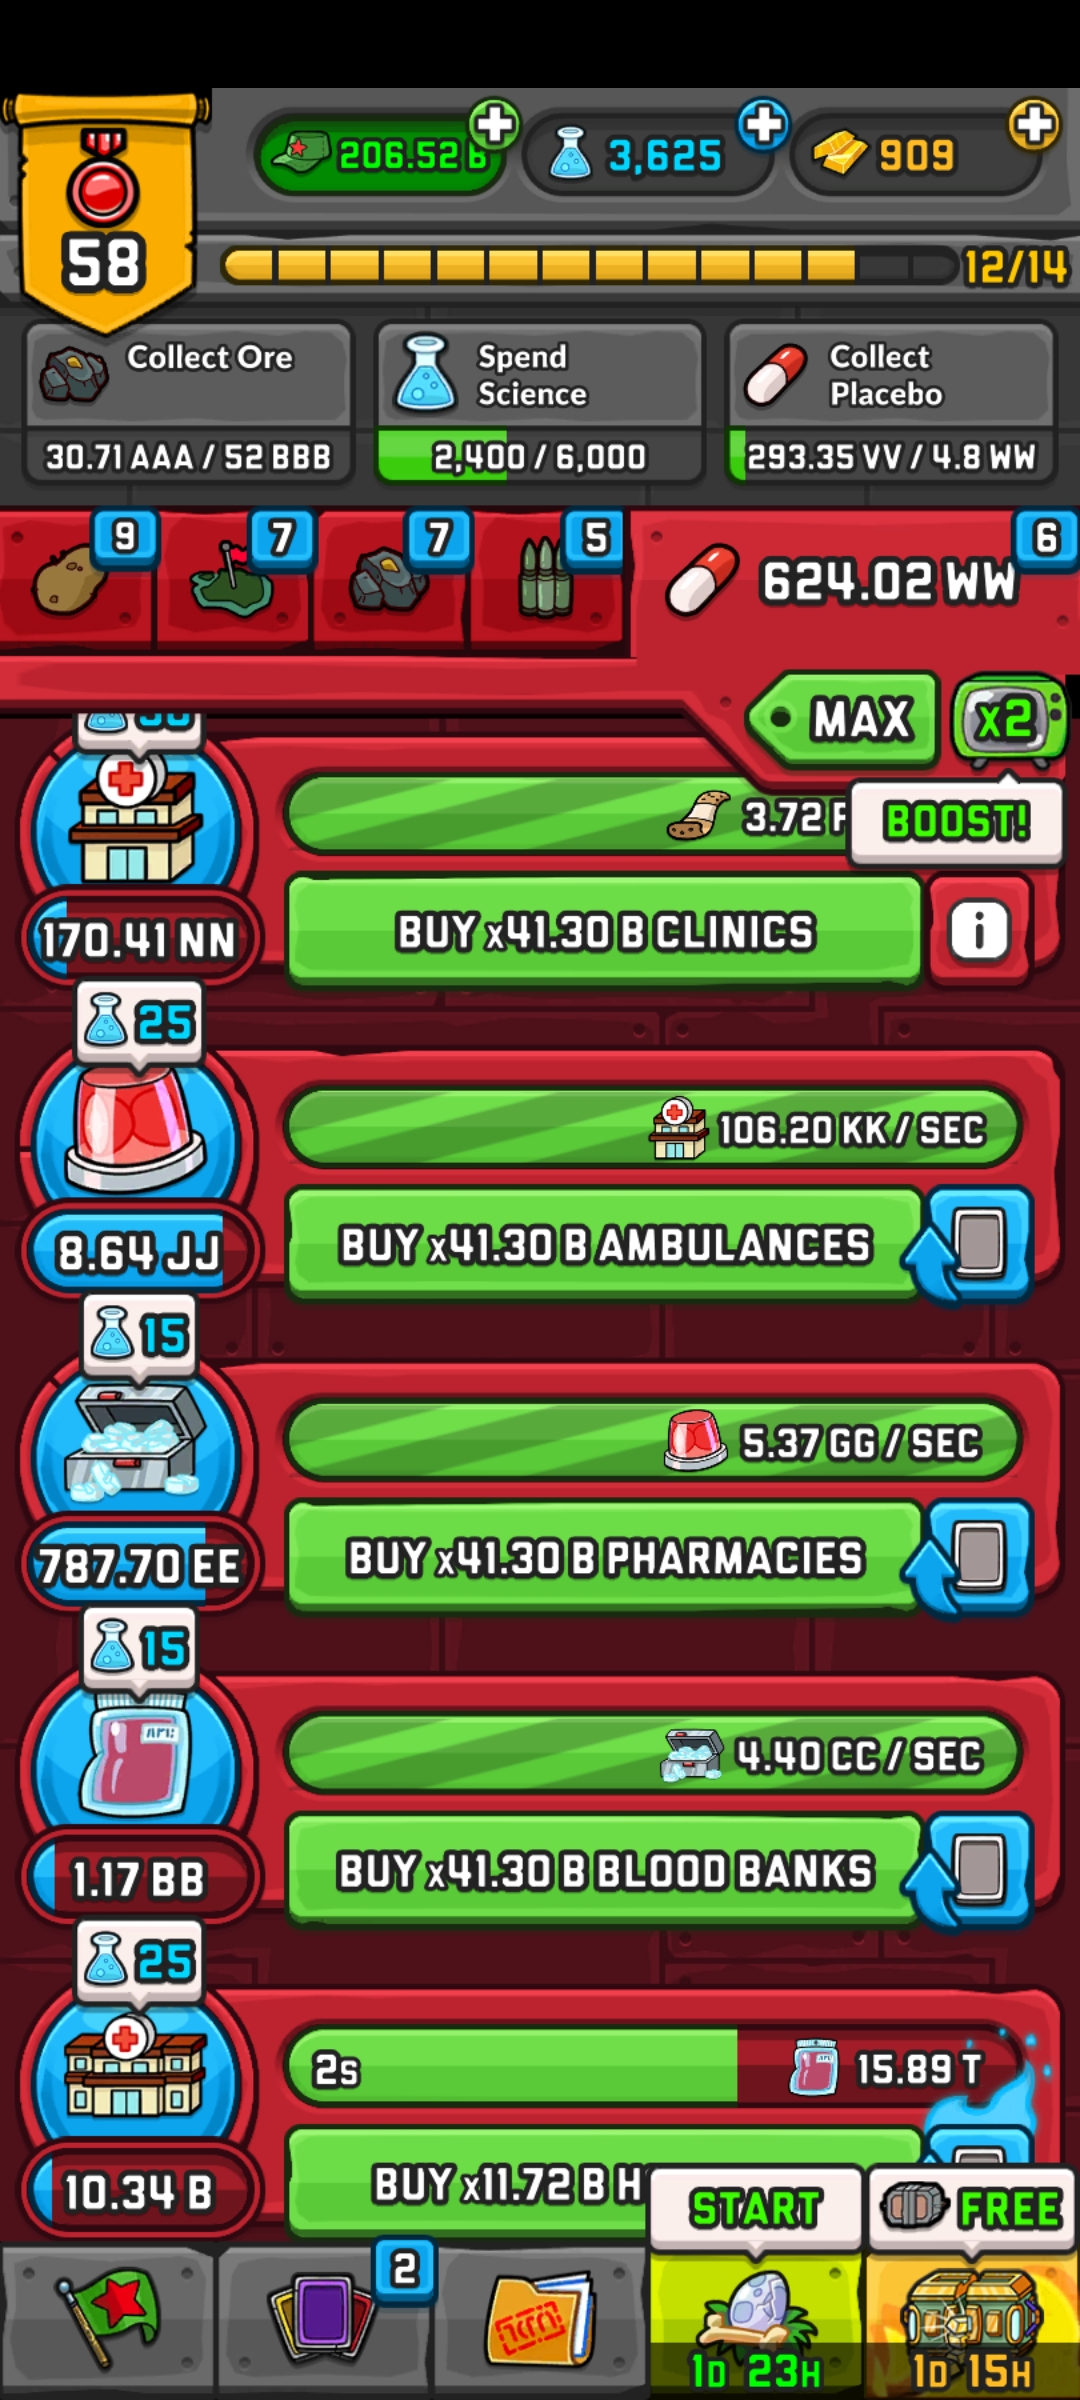 206.52 B
3,625
909
58
12/14
Collect Ore
Spend Science
Collect Placebo
30.71 AAA / 52 BBB
2,400 / 6,000
293.35 VV / 4.8 WW
9
7
7
5
6
624.02 WW
MAX
x2
BOOST!
3.72
170.41 NN
BUY x41.30 B CLINICS
i
25
106.20 KK / SEC
8.64 JJ
BUY x41.30 B AMBULANCES
15
5.37 GG / SEC
787.70 EE
BUY x41.30 B PHARMACIES
15
4.40 CC / SEC
1.17 BB
BUY x41.30 B BLOOD BANKS
25
2s
15.89 T
10.34 B
BUY x11.72 B H
START
FREE
2
1D 23H
1D 15H